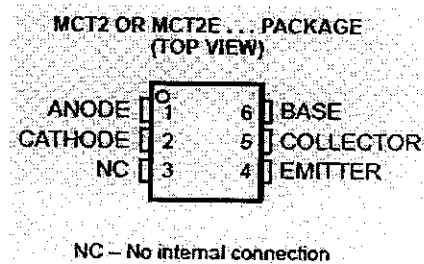 MCT2 OR MCT2E . . . PACKAGE
(TOP VIEW)
ANODE 1 6 BASE
CATHODE 2 5 COLLECTOR
NC 3 4 EMITTER
NC – No internal connection